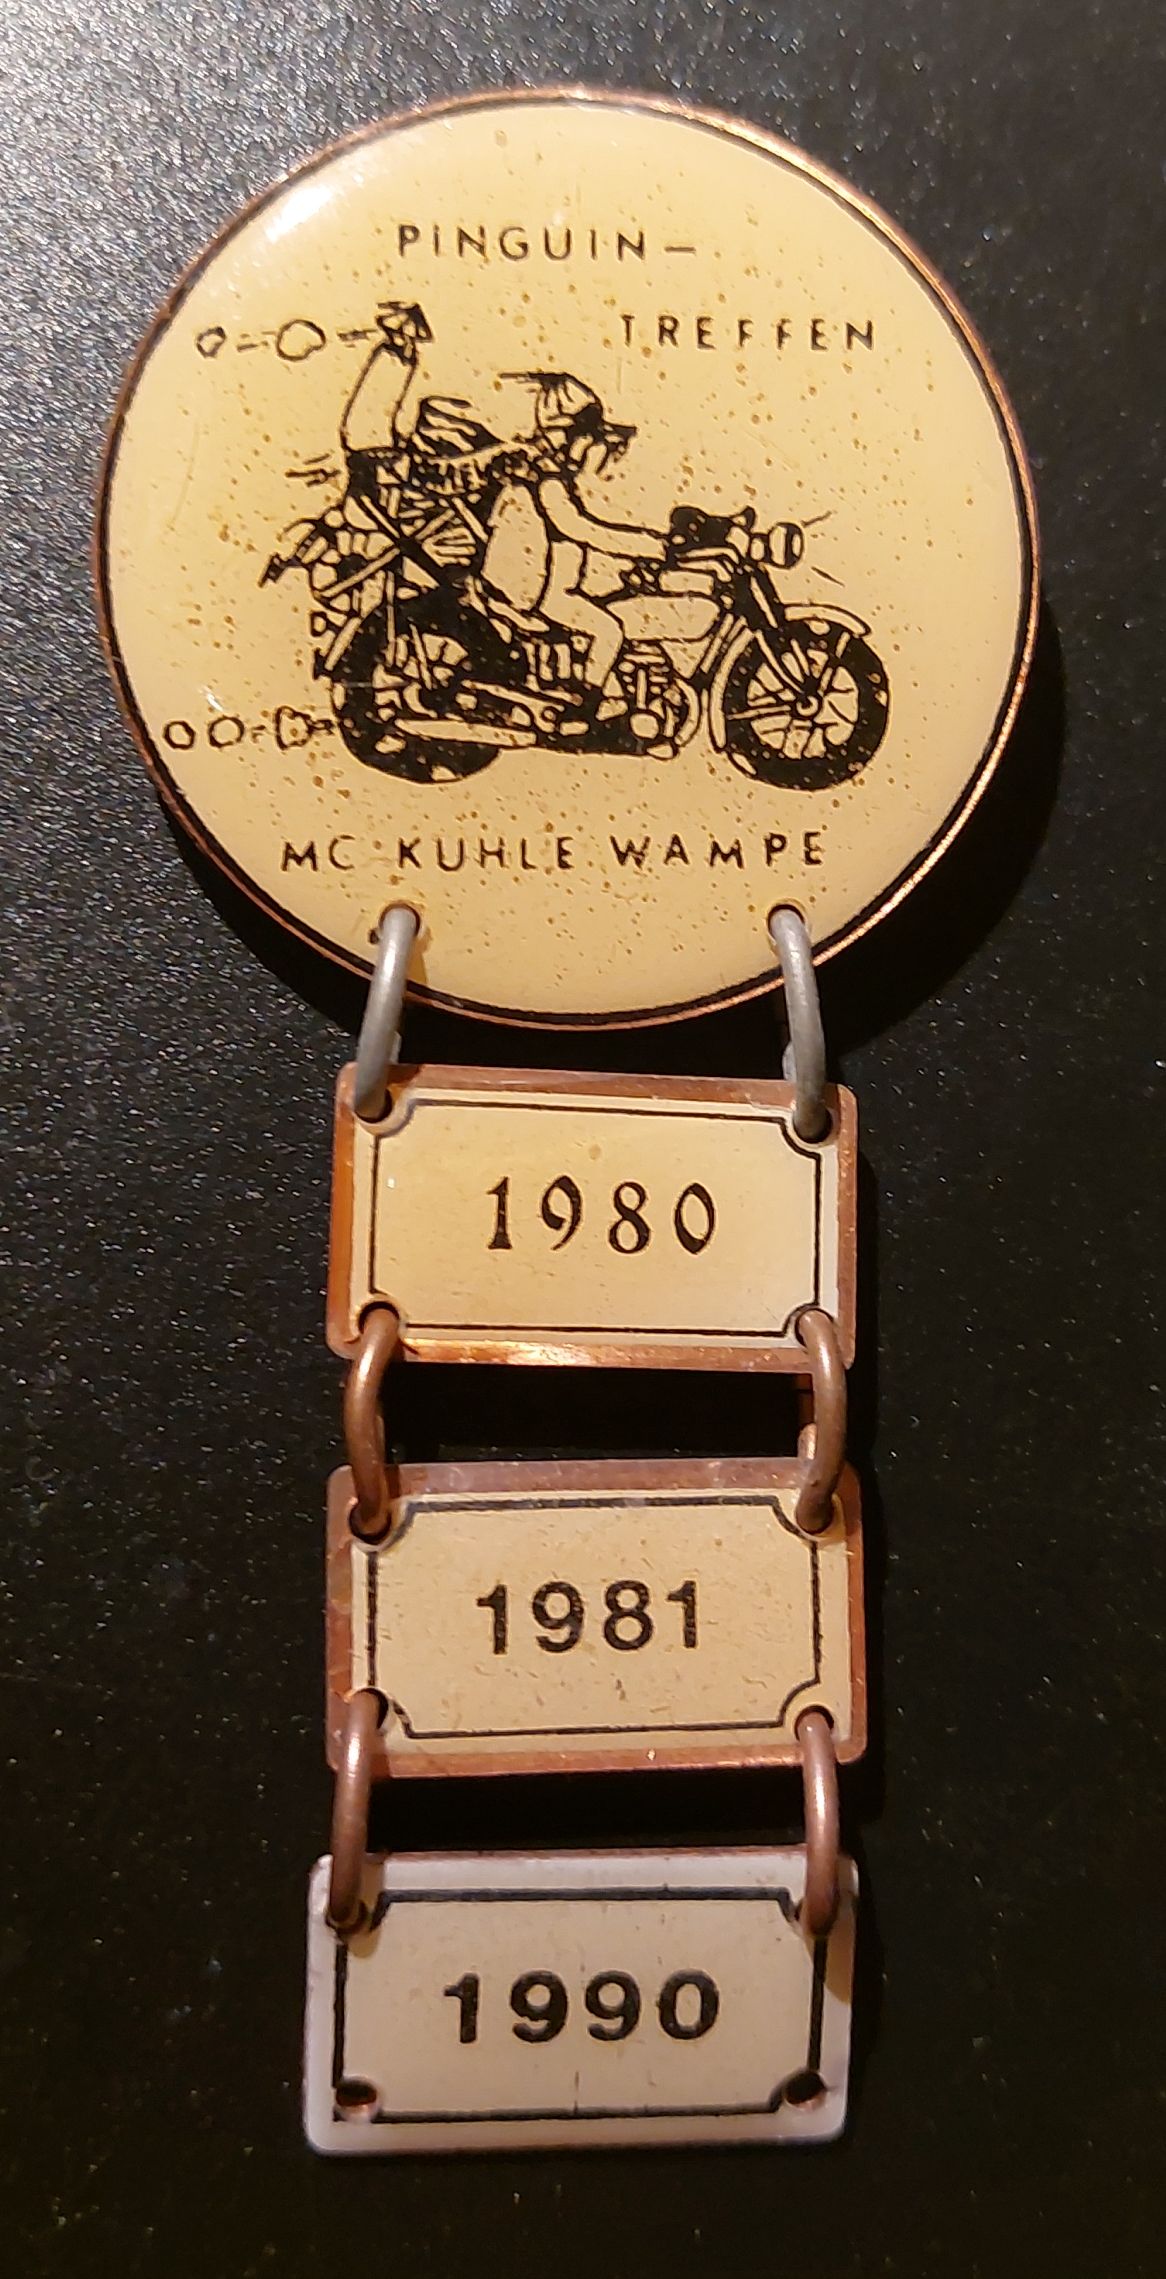 PINGUIN–
TREFFEN
MC KUHLE WAMPE
1980
1981
1990